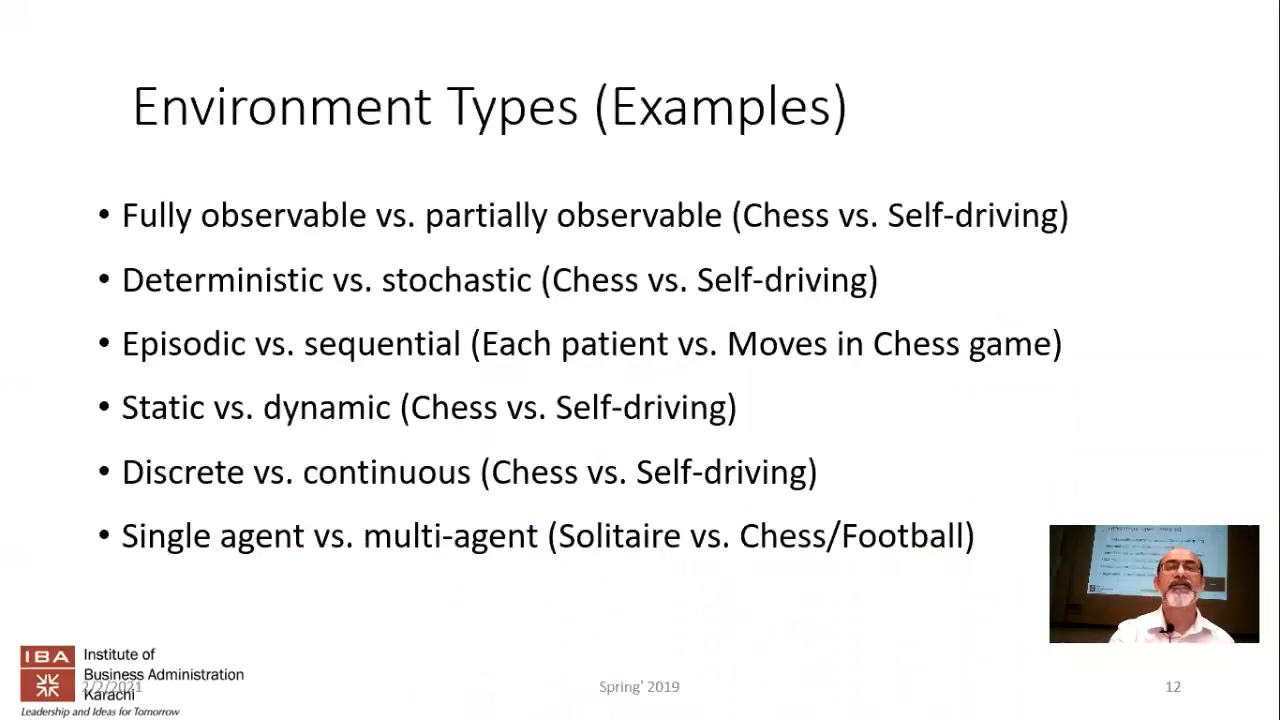 Environment Types (Examples)
• Fully observable vs. partially observable (Chess vs. Self-driving)
• Deterministic vs. stochastic (Chess vs. Self-driving)
• Episodic vs. sequential (Each patient vs. Moves in Chess game)
• Static vs. dynamic (Chess vs. Self-driving)
• Discrete vs. continuous (Chess vs. Self-driving)
• Single agent vs. multi-agent (Solitaire vs. Chess/Football)
IBA
Institute of
Business Administration
Karachi
Leadership and Ideas for Tomorrow
2/2/2021
Spring' 2019
12